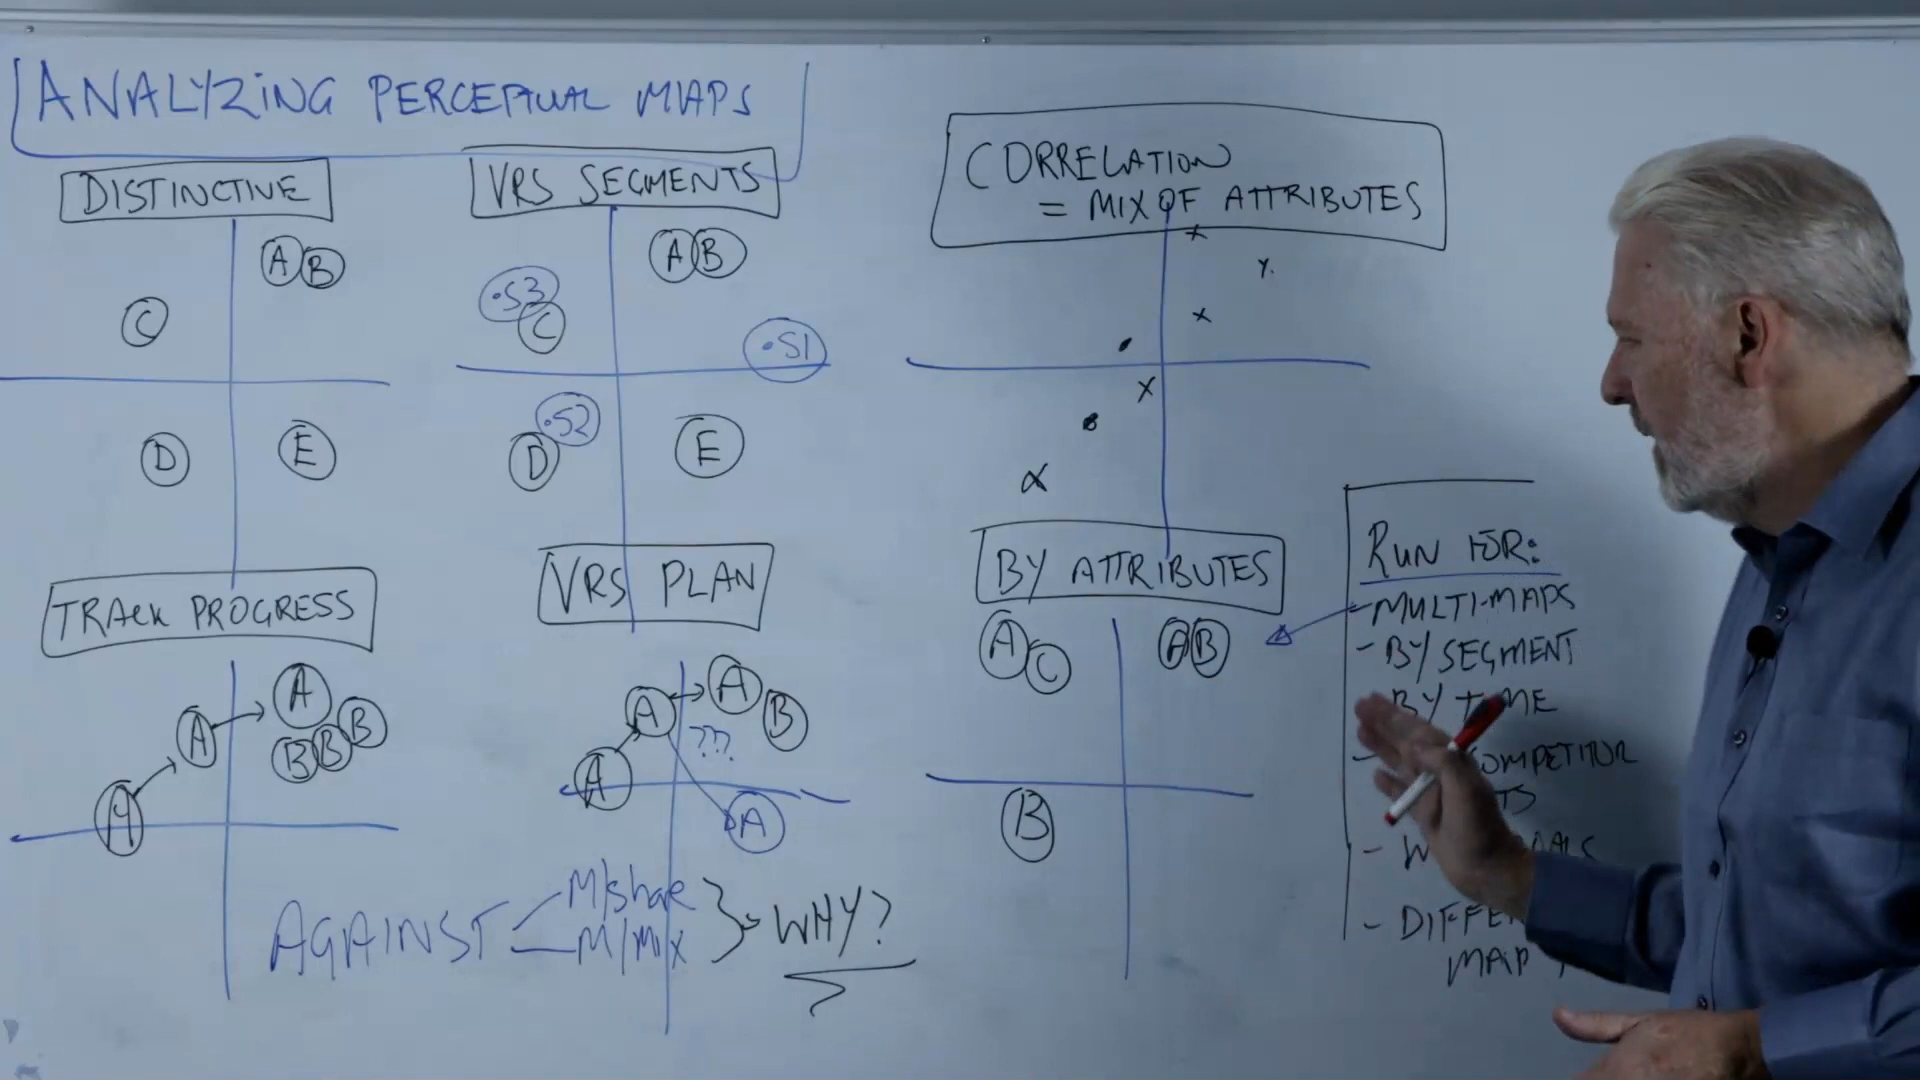 ANALYZING PERCEPTUAL MAPS
DISTINCTIVE
A B
C
D
E
VRS SEGMENTS
A B
•S3
C
•S1
•S2
D
E
CORRELATION
= MIX OF ATTRIBUTES
TRACK PROGRESS
A
A
A
B B B
VRS PLAN
A
A
A
B
??
A
BY ATTRIBUTES
A C
A B
B
RUN FOR:
- MULTI-MAPS
- BY SEGMENT
BY TIME
- COMPETITOR
-
- DIFFE
MAP
AGAINST
M/share
M/MIX
WHY?